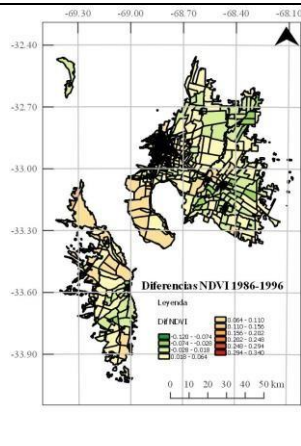 -69.30 -69.00 -68.70 -68.40 -68.10
-32.40
-32.70
-33.00
-33.30
-33.60
-33.90
Diferencias NDVI 1986-1996
Leyenda
DifNDVI
-0.120 - -0.074
-0.074 - -0.028
-0.028 - 0.018
0.018 - 0.064
0.064 - 0.110
0.110 - 0.156
0.156 - 0.202
0.202 - 0.248
0.248 - 0.294
0.294 - 0.340
0 10 20 30 40 50 km